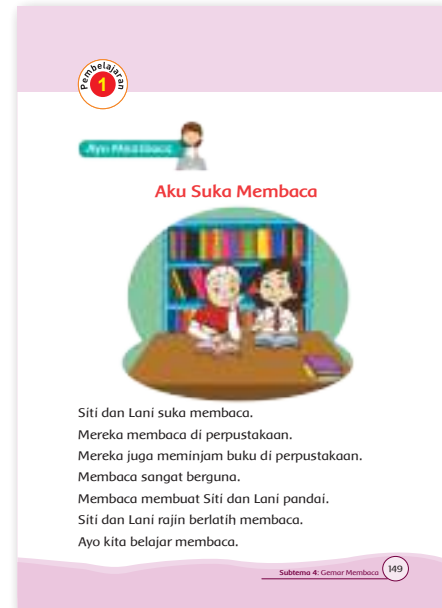 Pembelajaran
1
Ayo Membaca
Aku Suka Membaca
Siti dan Lani suka membaca.
Mereka membaca di perpustakaan.
Mereka juga meminjam buku di perpustakaan.
Membaca sangat berguna.
Membaca membuat Siti dan Lani pandai.
Siti dan Lani rajin berlatih membaca.
Ayo kita belajar membaca.
Subtema 4: Gemar Membaca 149